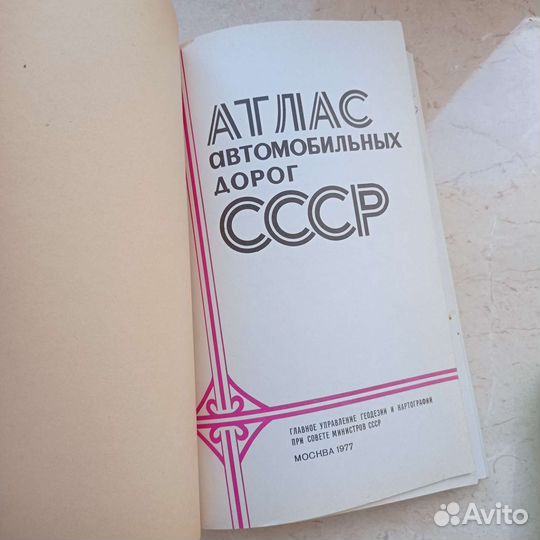 АТЛАС
автомобильных
дорог
СССР
ГЛАВНОЕ УПРАВЛЕНИЕ ГЕОДЕЗИИ И КАРТОГРАФИИ
ПРИ СОВЕТЕ МИНИСТРОВ СССР
МОСКВА 1977
Avito